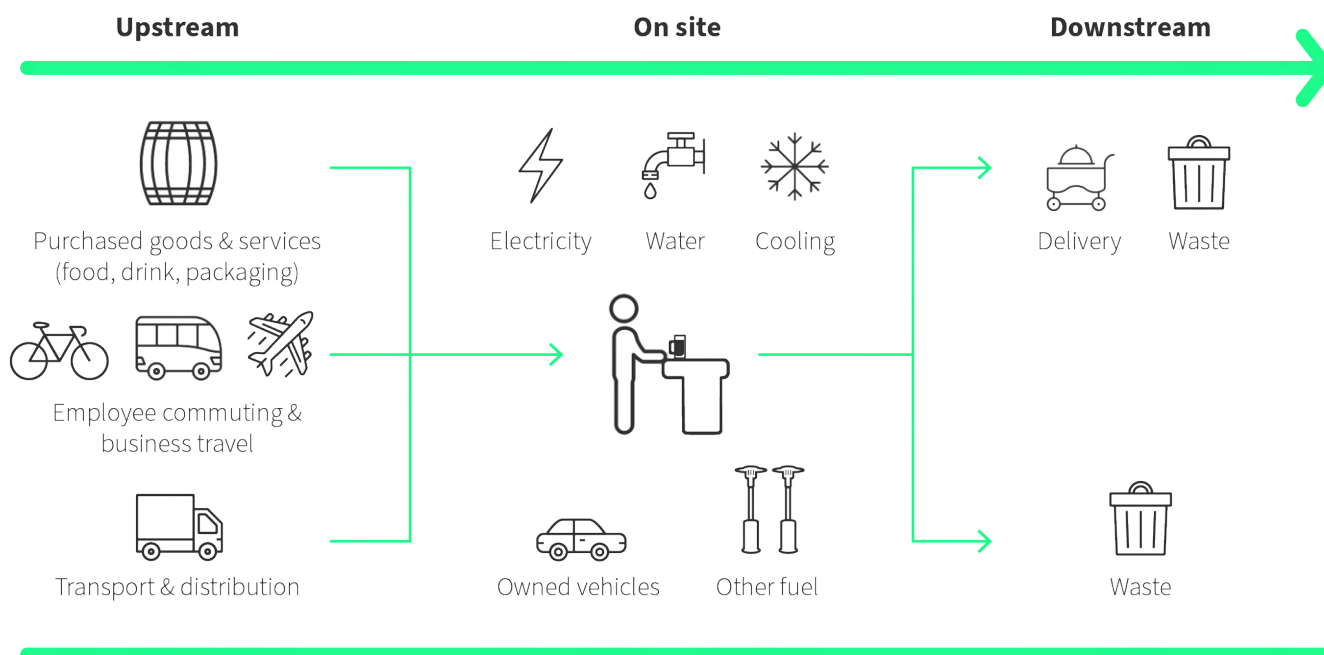 Upstream
On site
Downstream
Electricity
Water
Cooling
Delivery
Waste
Purchased goods & services
(food, drink, packaging)
Employee commuting &
business travel
Transport & distribution
Owned vehicles
Other fuel
Waste